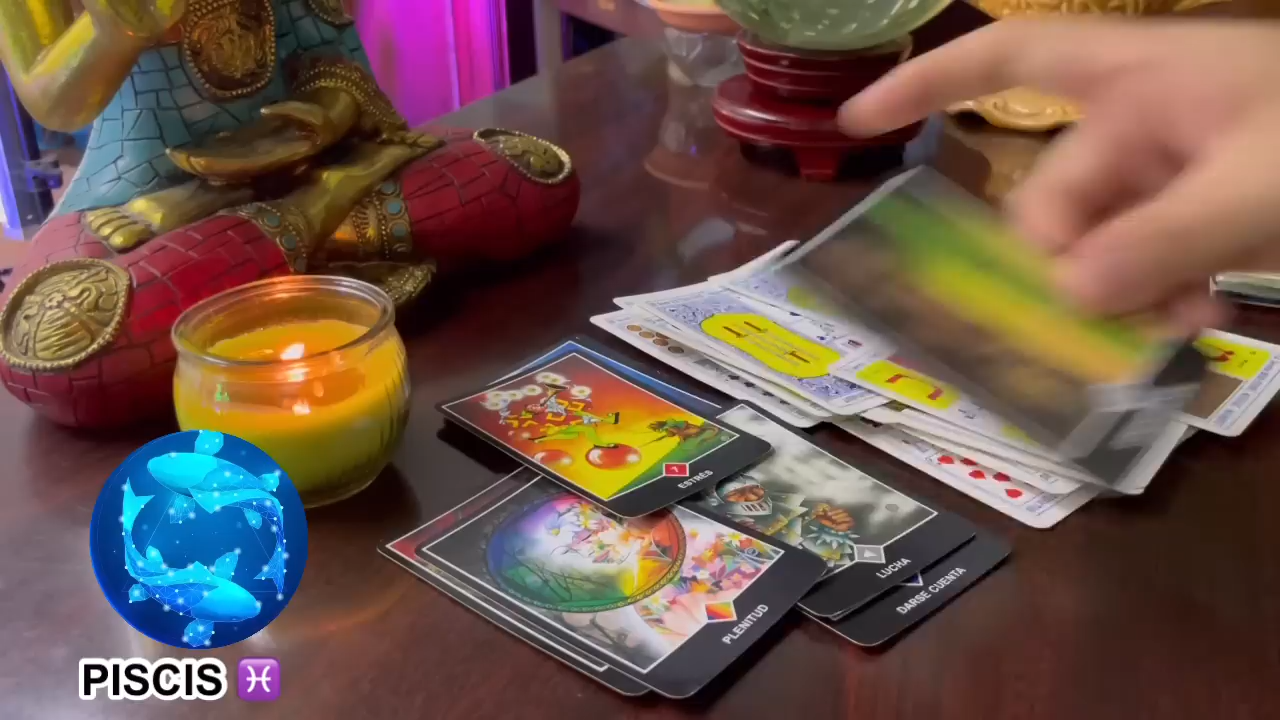 ESTRÉS
LUCHA
DARSE CUENTA
PLENITUD
PISCIS ♓